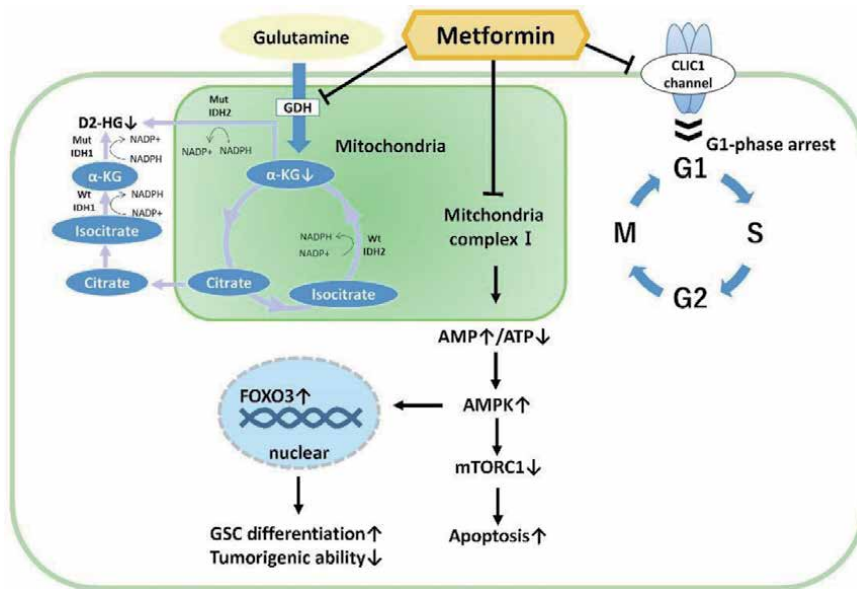 Gulutamine
Metformin
CLIC1
channel
GDH
Mut
IDH2
D2-HG↓
Mut
IDH1
NADP+
NADPH
NADP+
NADPH
Mitochondria
G1-phase arrest
α-KG
α-KG↓
G1
Wt
IDH1
NADPH
NADP+
Isocitrate
NADPH
NADP+
Wt
IDH2
Mitchondria
complex Ⅰ
M
S
Citrate
Citrate
Isocitrate
G2
AMP↑/ATP↓
FOXO3↑
AMPK↑
nuclear
mTORC1↓
GSC differentiation↑
Tumorigenic ability↓
Apoptosis↑